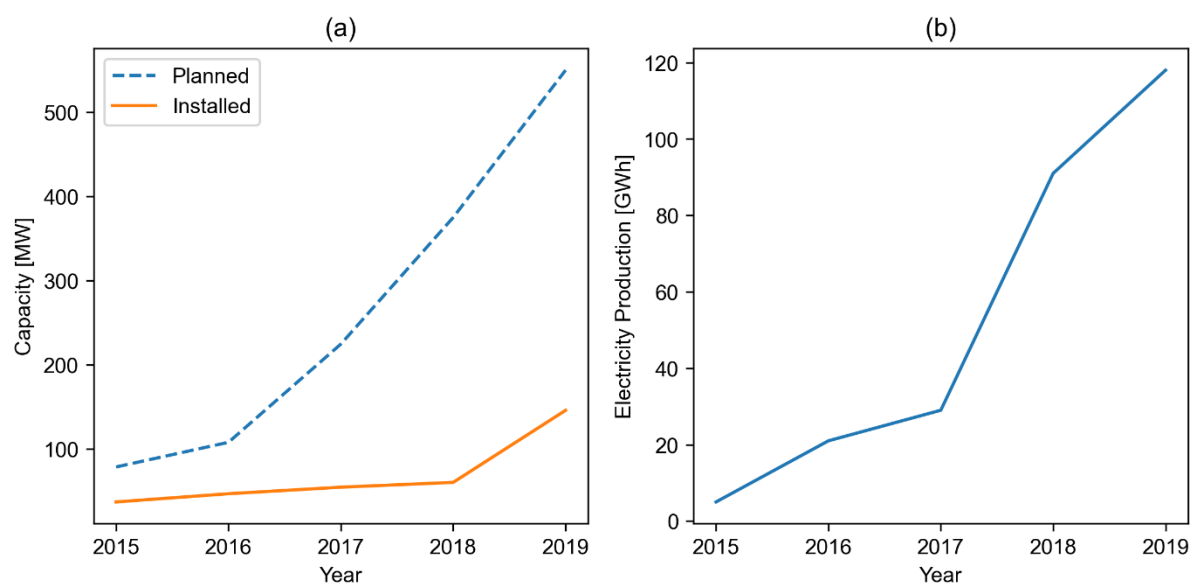 (a)
Planned
Installed
500
400
300
200
100
Capacity [MW]
2015 2016 2017 2018 2019
Year
(b)
120
100
80
60
40
20
0
Electricity Production [GWh]
2015 2016 2017 2018 2019
Year